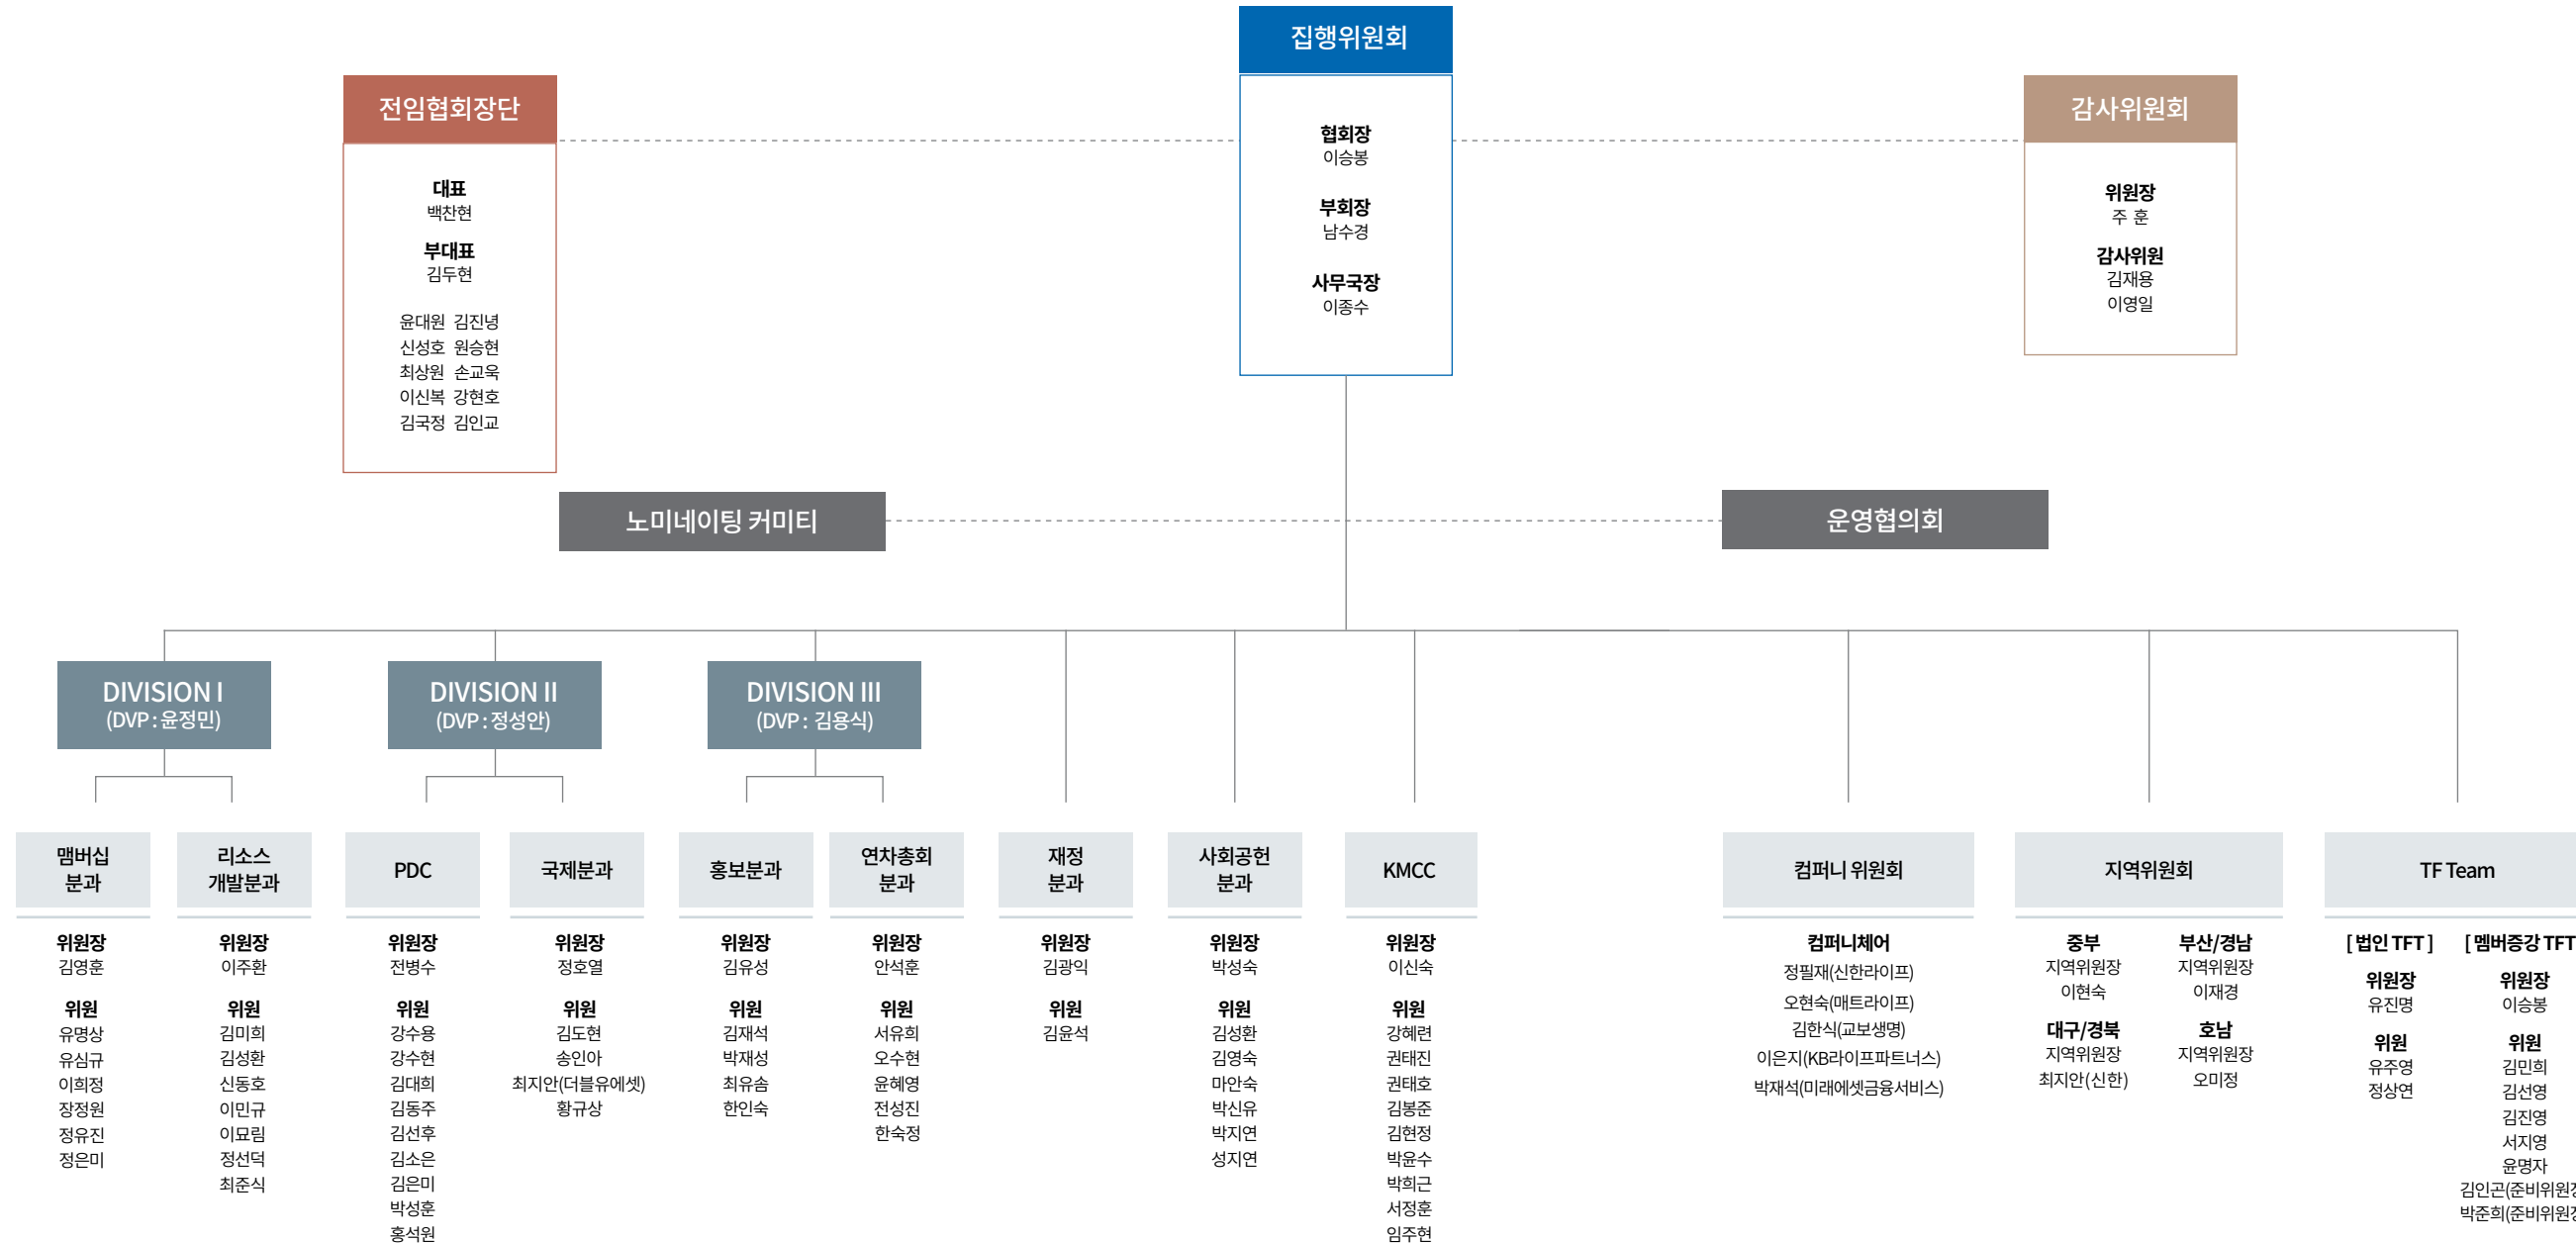 집행위원회
협회장
이승봉
부회장
남수경
사무국장
이종수
전임협회장단
대표
백찬현
부대표
김두현
윤대원 김진녕
신성호 원승현
최상원 손교욱
이신복 강현호
김국정 김인교
감사위원회
위원장
주 훈
감사위원
김재용
이영일
노미네이팅 커미티
운영협의회
DIVISION I
(DVP : 윤정민)
DIVISION II
(DVP : 정성안)
DIVISION III
(DVP : 김용식)
맴버십
분과
위원장
김영훈
위원
유명상
유심규
이희정
장정원
정유진
정은미
리소스
개발분과
위원장
이주환
위원
김미희
김성환
신동호
이민규
이묘림
정선덕
최준식
PDC
위원장
전병수
위원
강수용
강수현
김대희
김동주
김선후
김소은
김은미
박성훈
홍석원
국제분과
위원장
정호열
위원
김도현
송인아
최지안(더블유에셋)
황규상
홍보분과
위원장
김유성
위원
김재석
박재성
최유솜
한인숙
연차총회
분과
위원장
안석훈
위원
서유희
오수현
윤혜영
전성진
한숙정
재정
분과
위원장
김광익
위원
김윤석
사회공헌
분과
위원장
박성숙
위원
김성환
김영숙
마안숙
박신유
박지연
성지연
KMCC
위원장
이신숙
위원
강혜련
권태진
권태호
김봉준
김현정
박윤수
박희근
서정훈
임주현
컴퍼니 위원회
컴퍼니체어
정필재(신한라이프)
오현숙(매트라이프)
김한식(교보생명)
이은지(KB라이프파트너스)
박재석(미래에셋금융서비스)
지역위원회
중부
지역위원장
이현숙
대구/경북
지역위원장
최지안(신한)
부산/경남
지역위원장
이재경
호남
지역위원장
오미정
TF Team
[ 법인 TFT ]
위원장
유진명
위원
유주영
정상연
[ 멤버증강 TFT
위원장
이승봉
위원
김민희
김선영
김진영
서지영
윤명자
김인곤(준비위원장
박준희(준비위원장